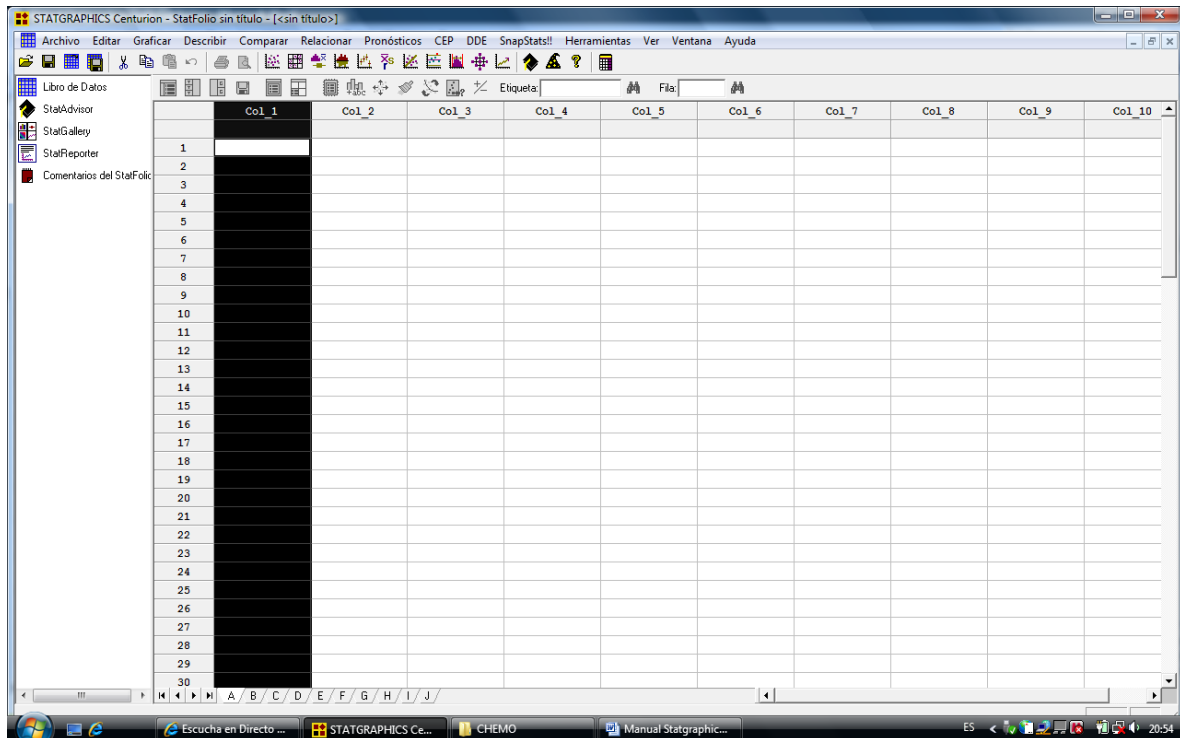 STATGRAPHICS Centurion - StatFolio sin título - [<sin título>]
Archivo Editar Graficar Describir Comparar Relacionar Pronósticos CEP DDE SnapStats!! Herramientas Ver Ventana Ayuda
Libro de Datos
Etiqueta: Fila:
StatAdvisor
StatGallery
StatReporter
Comentarios del StatFolio
Col_1 Col_2 Col_3 Col_4 Col_5 Col_6 Col_7 Col_8 Col_9 Col_10
1
2
3
4
5
6
7
8
9
10
11
12
13
14
15
16
17
18
19
20
21
22
23
24
25
26
27
28
29
30
A B C D E F G H I J
Escucha en Directo ... STATGRAPHICS Ce... CHEMO Manual Statgraphic... ES 20:54